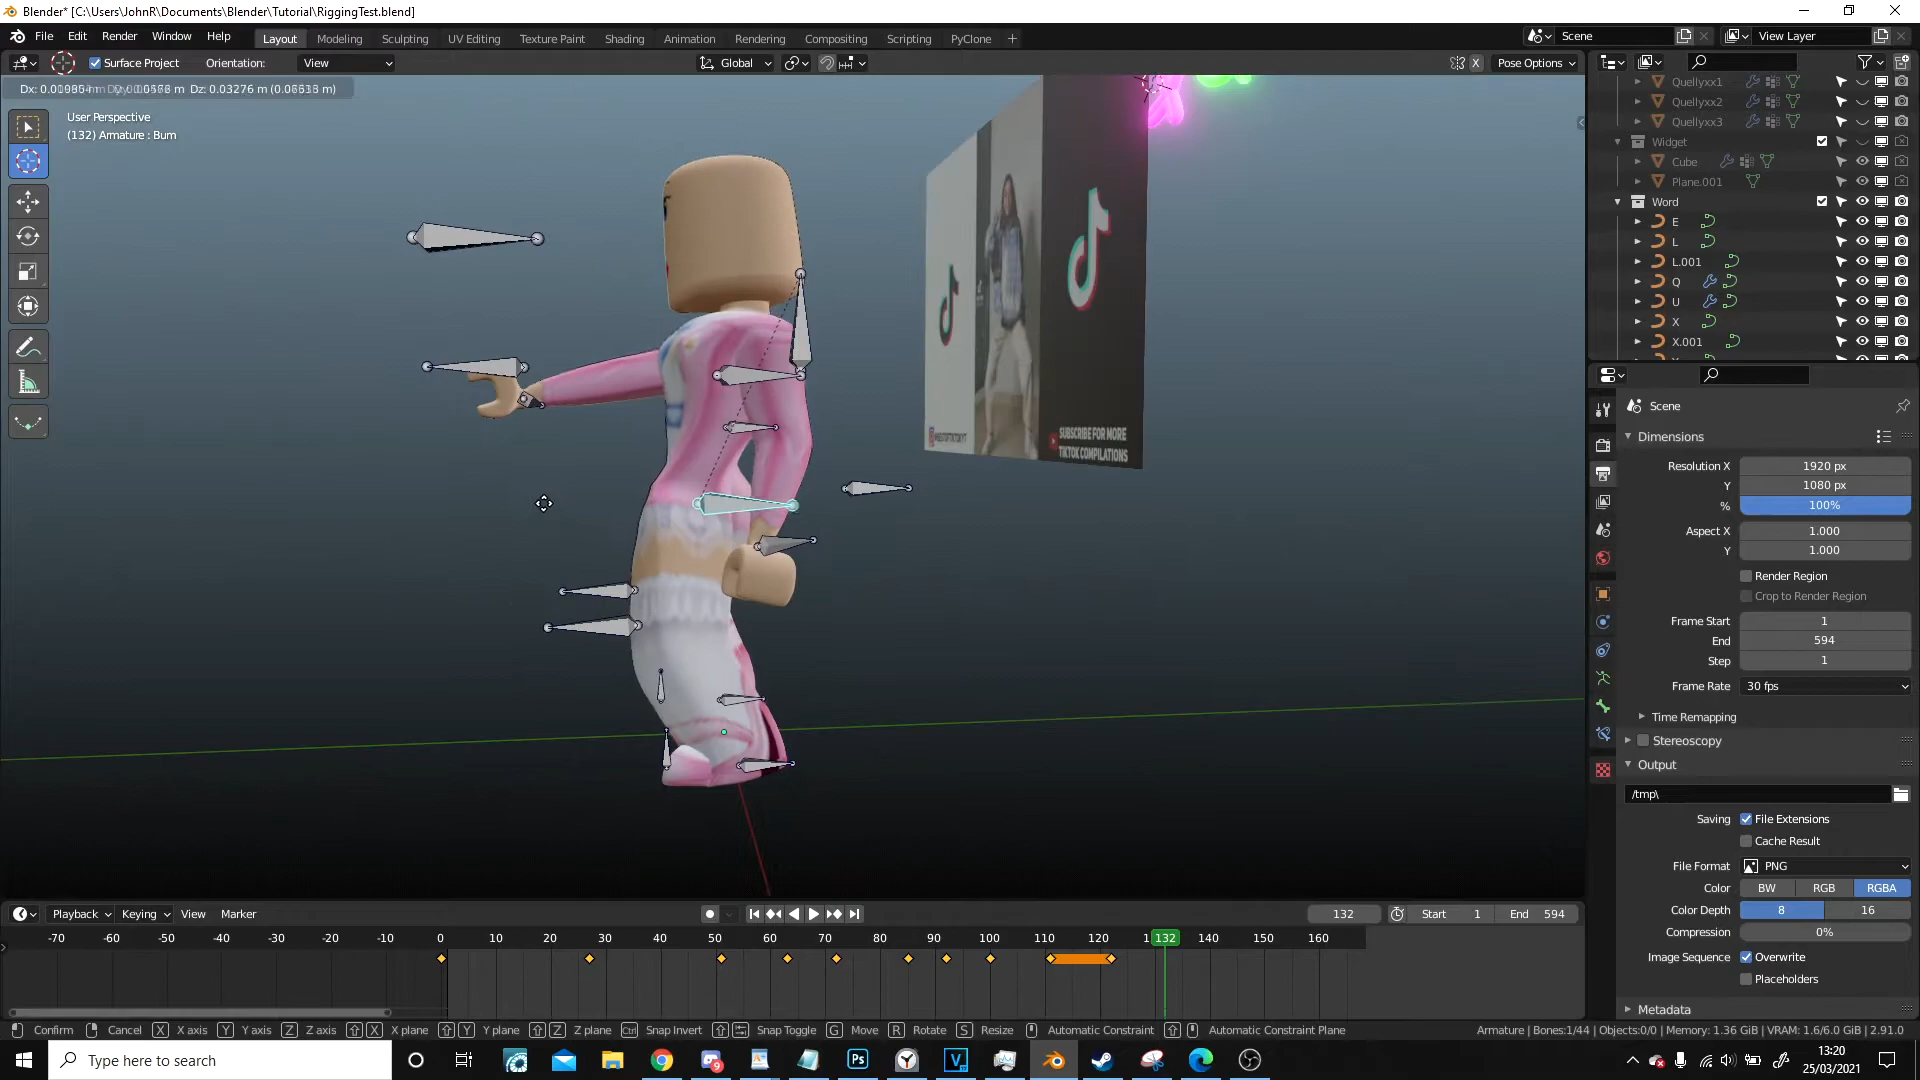 Blender* [C:\Users\JohnR\Documents\Blender\Tutorial\RiggingTest.blend]
File Edit Render Window Help
Layout Modeling Sculpting UV Editing Texture Paint Shading Animation Rendering Compositing Scripting PyClone +
Scene
View Layer
Surface Project Orientation: View
Global
X Pose Options
User Perspective
(132) Armature : Bum
Quellyxx1
Quellyxx2
Quellyxx3
Widget
Cube
Plane.001
Word
E
L
L.001
Q
U
X
X.001
SUBSCRIBE FOR MORE
TIKTOK COMPILATIONS
Scene
Dimensions
Resolution X 1920 px
Y 1080 px
% 100%
Aspect X 1.000
Y 1.000
Render Region
Crop to Render Region
Frame Start 1
End 594
Step 1
Frame Rate 30 fps
Time Remapping
Stereoscopy
Output
/tmp\
Saving File Extensions
Cache Result
File Format PNG
Color BW RGB RGBA
Color Depth 8 16
Compression 0%
Image Sequence Overwrite
Placeholders
Metadata
Playback Keying View Marker
132 Start 1 End 594
-70 -60 -50 -40 -30 -20 -10 0 10 20 30 40 50 60 70 80 90 100 110 120 1 132 140 150 160
Confirm Cancel X X axis Y Y axis Z Z axis X X plane Y Y plane Z Z plane Ctrl Snap Invert Snap Toggle G Move R Rotate S Resize Automatic Constraint Automatic Constraint Plane
Armature | Bones:1/44 | Objects:0/0 | Memory: 1.36 GiB | VRAM: 1.6/6.0 GiB | 2.91.0
Type here to search
9
Ps
V
13:20
25/03/2021